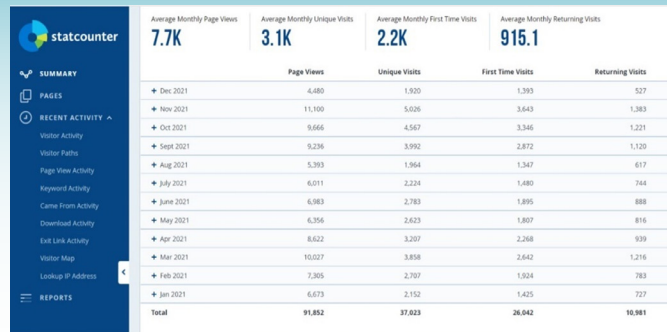 statcounter
SUMMARY
PAGES
RECENT ACTIVITY
Visitor Activity
Visitor Paths
Page View Activity
Keyword Activity
Came From Activity
Download Activity
Exit Link Activity
Visitor Map
Lookup IP Address
REPORTS
Average Monthly Page Views Average Monthly Unique Visits Average Monthly First Time Visits Average Monthly Returning Visits
7.7K 3.1K 2.2K 915.1
Page Views Unique Visits First Time Visits Returning Visits
+ Dec 2021 4,480 1,920 1,393 527
+ Nov 2021 11,100 5,026 3,643 1,383
+ Oct 2021 9,666 4,567 3,346 1,221
+ Sept 2021 9,236 3,992 2,872 1,120
+ Aug 2021 5,393 1,964 1,347 617
+ July 2021 6,011 2,224 1,480 744
+ June 2021 6,983 2,783 1,895 888
+ May 2021 6,356 2,623 1,807 816
+ Apr 2021 8,622 3,207 2,268 939
+ Mar 2021 10,027 3,858 2,642 1,216
+ Feb 2021 7,305 2,707 1,924 783
+ Jan 2021 6,673 2,152 1,425 727
Total 91,852 37,023 26,042 10,981